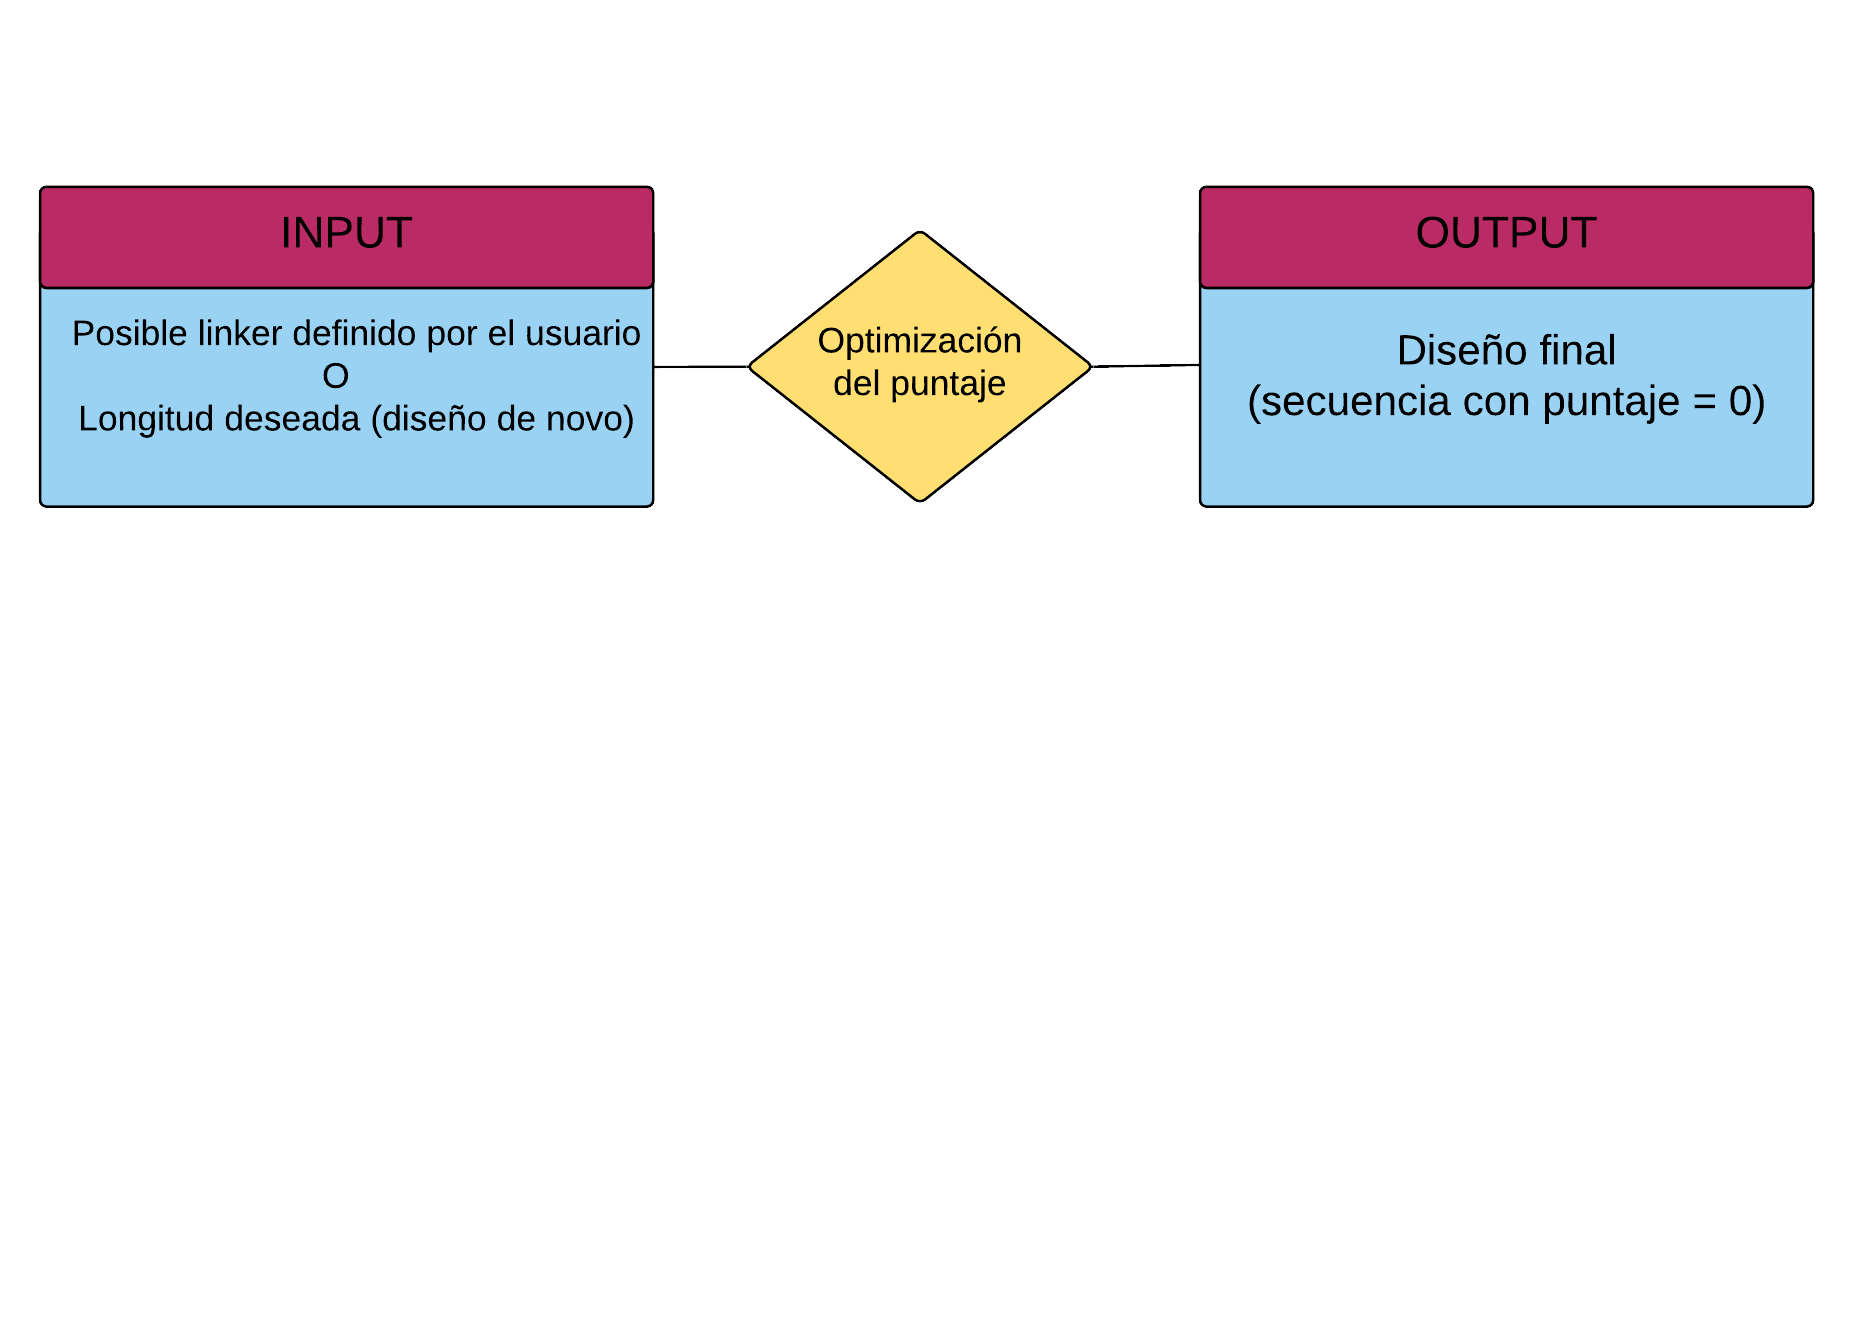 INPUT
Posible linker definido por el usuario
O
Longitud deseada (diseño de novo)
Optimización
del puntaje
OUTPUT
Diseño final
(secuencia con puntaje = 0)